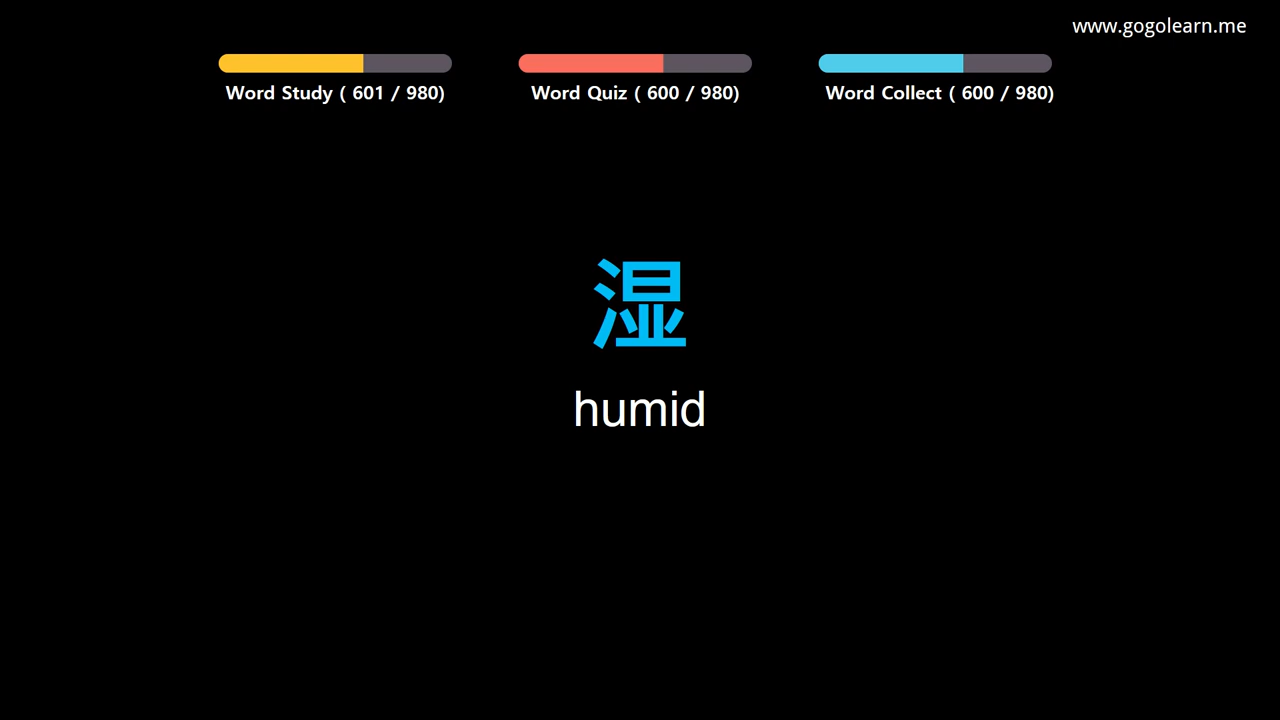 www.gogolearn.me
Word Study ( 601 / 980)
Word Quiz ( 600 / 980)
Word Collect ( 600 / 980)
湿
humid